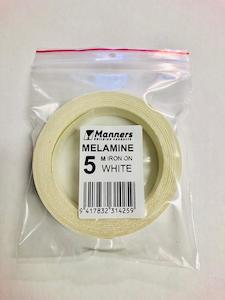 Manners
MELAMINE
5 M IRON ON
WHITE
9 417832 314259